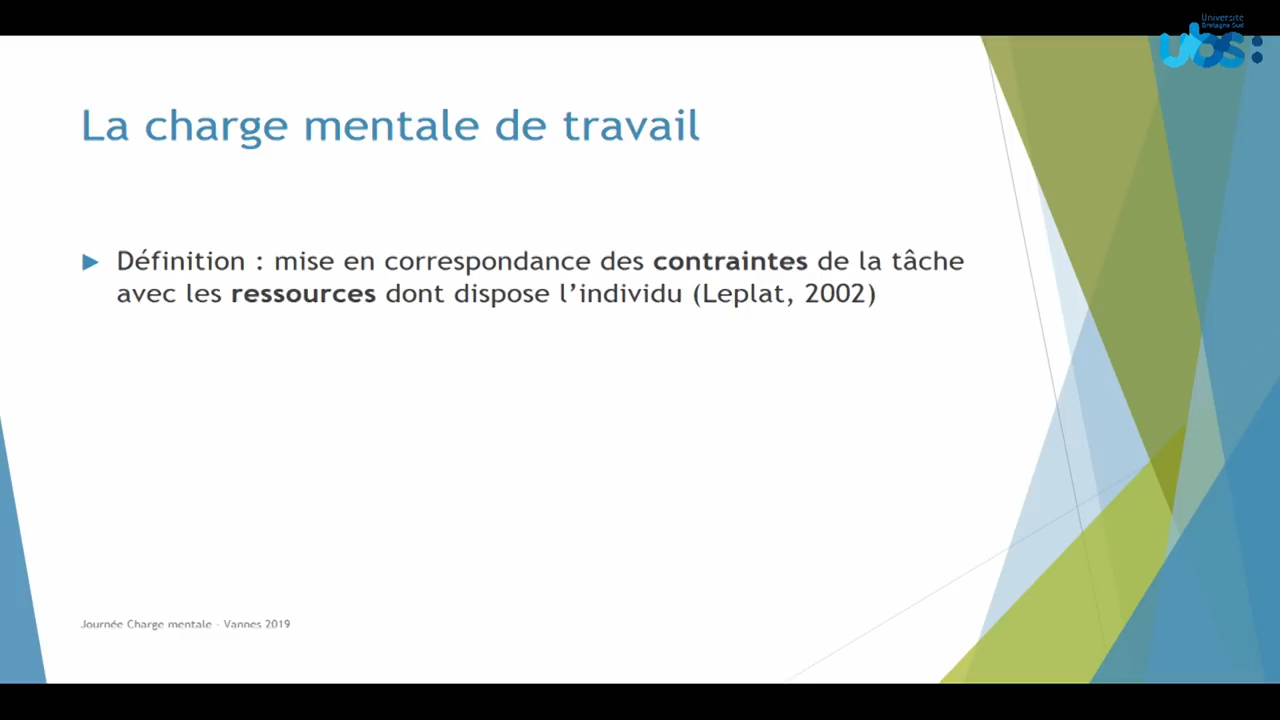 Université
Bretagne Sud
ubs:
La charge mentale de travail
Définition : mise en correspondance des contraintes de la tâche
avec les ressources dont dispose l’individu (Leplat, 2002)
Journée Charge mentale - Vannes 2019